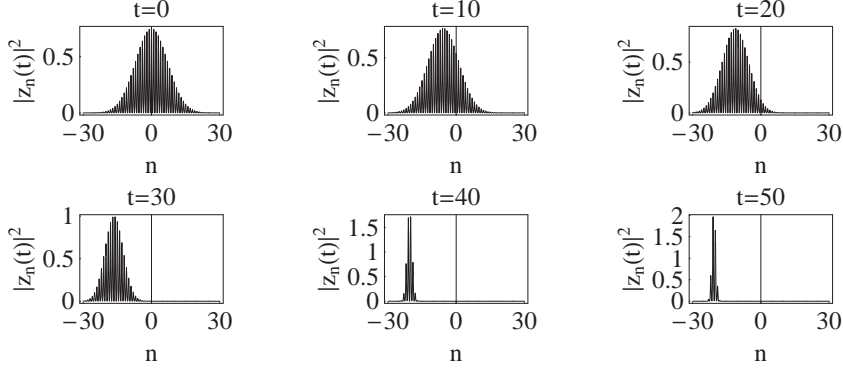 t=0 t=10 t=20
|z_n(t)|^2 |z_n(t)|^2 |z_n(t)|^2
0.5 0.5 0.5
0 0 0
−30 0 30 −30 0 30 −30 0 30
n n n
t=30 t=40 t=50
|z_n(t)|^2 |z_n(t)|^2 |z_n(t)|^2
1 2
1.5 1.5
0.5 1 1
0.5 0.5
0 0 0
−30 0 30 −30 0 30 −30 0 30
n n n